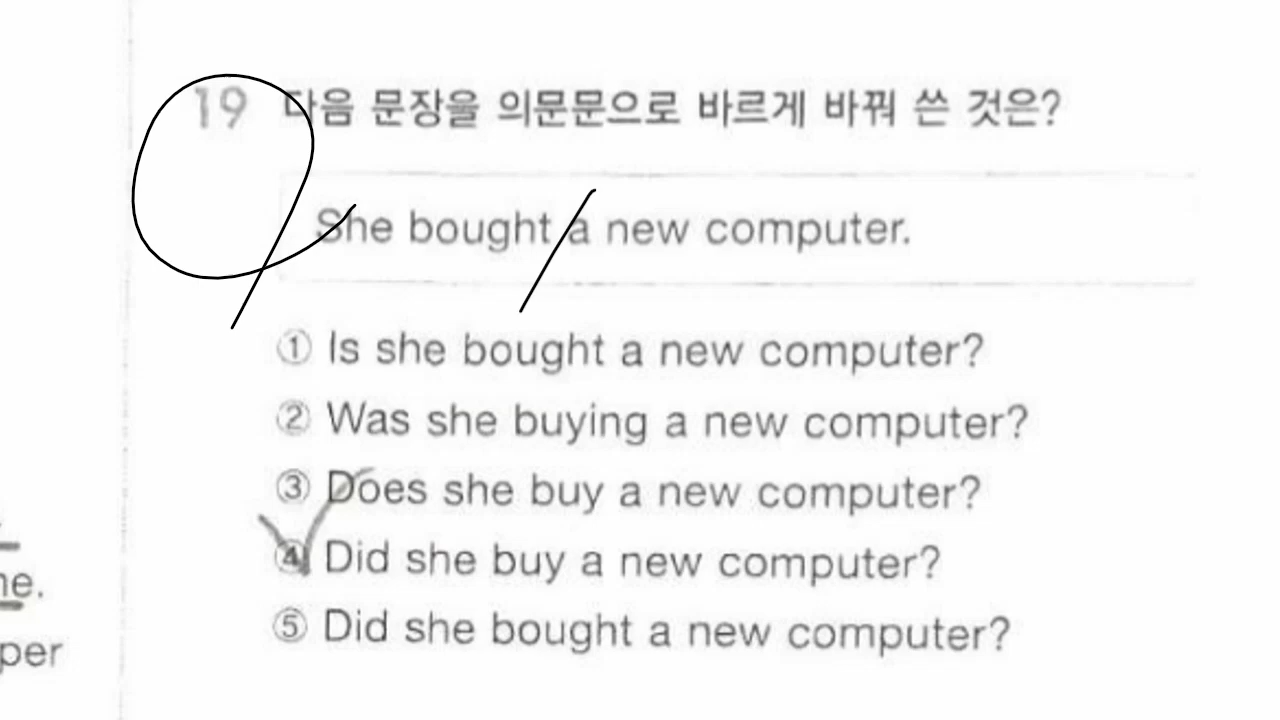 19 다음 문장을 의문문으로 바르게 바꿔 쓴 것은?
She bought a new computer.
① Is she bought a new computer?
② Was she buying a new computer?
③ Does she buy a new computer?
④ Did she buy a new computer?
⑤ Did she bought a new computer?
per